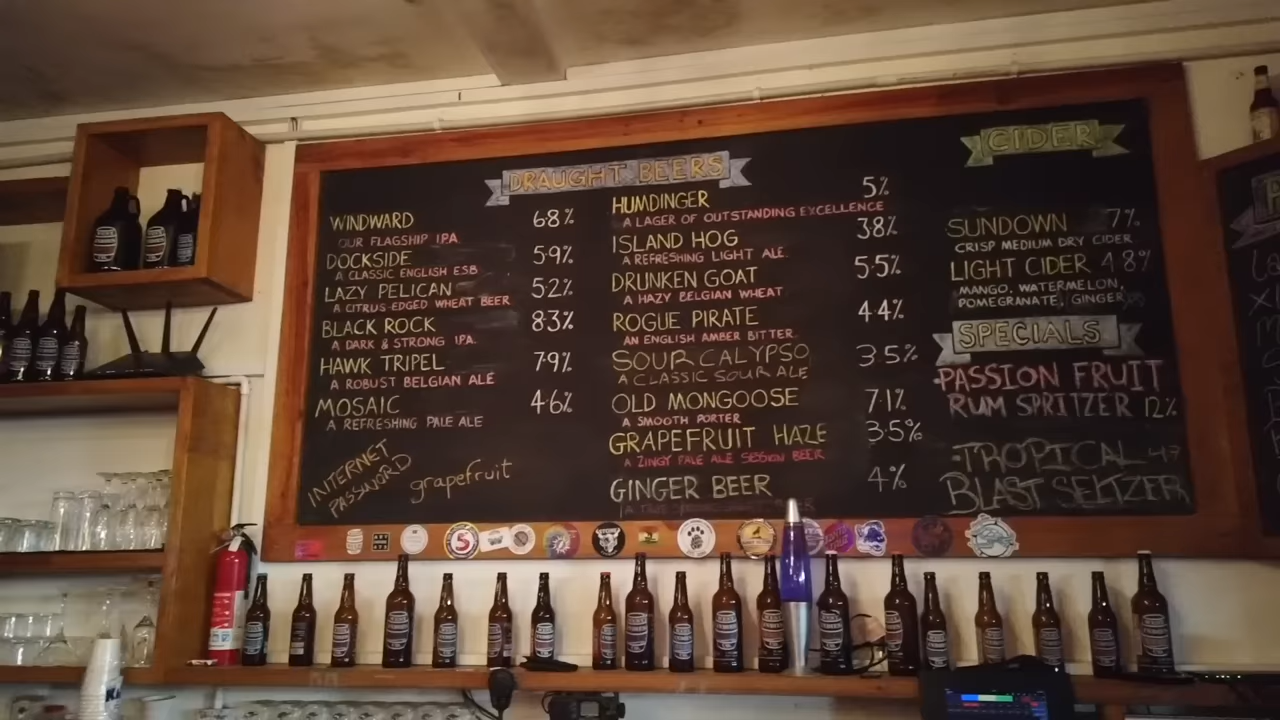 DRAUGHT BEERS
WINDWARD 6.8%
OUR FLAGSHIP IPA
DOCKSIDE 5.9%
A CLASSIC ENGLISH ESB
LAZY PELICAN 5.2%
A CITRUS EDGED WHEAT BEER
BLACK ROCK 8.3%
A DARK & STRONG IPA.
HAWK TRIPEL 7.9%
A ROBUST BELGIAN ALE
MOSAIC 4.6%
A REFRESHING PALE ALE
INTERNET
PASSWORD
grapefruit
HUMDINGER 5%
A LAGER OF OUTSTANDING EXCELLENCE
ISLAND HOG 3.8%
A REFRESHING LIGHT ALE.
DRUNKEN GOAT 5.5%
A HAZY BELGIAN WHEAT
ROGUE PIRATE 4.4%
AN ENGLISH AMBER BITTER.
SOUR CALYPSO 3.5%
A CLASSIC SOUR ALE
OLD MONGOOSE 7.1%
A SMOOTH PORTER
GRAPEFRUIT HAZE 3.5%
A ZINGY PALE ALE SESSION BEER
GINGER BEER 4%
CIDER
SUNDOWN 7%
CRISP MEDIUM DRY CIDER
LIGHT CIDER 4.8%
MANGO, WATERMELON,
POMEGRANATE, GINGER
SPECIALS
PASSION FRUIT
RUM SPRITZER 12%
TROPICAL 4.7
BLAST SELTZER
5